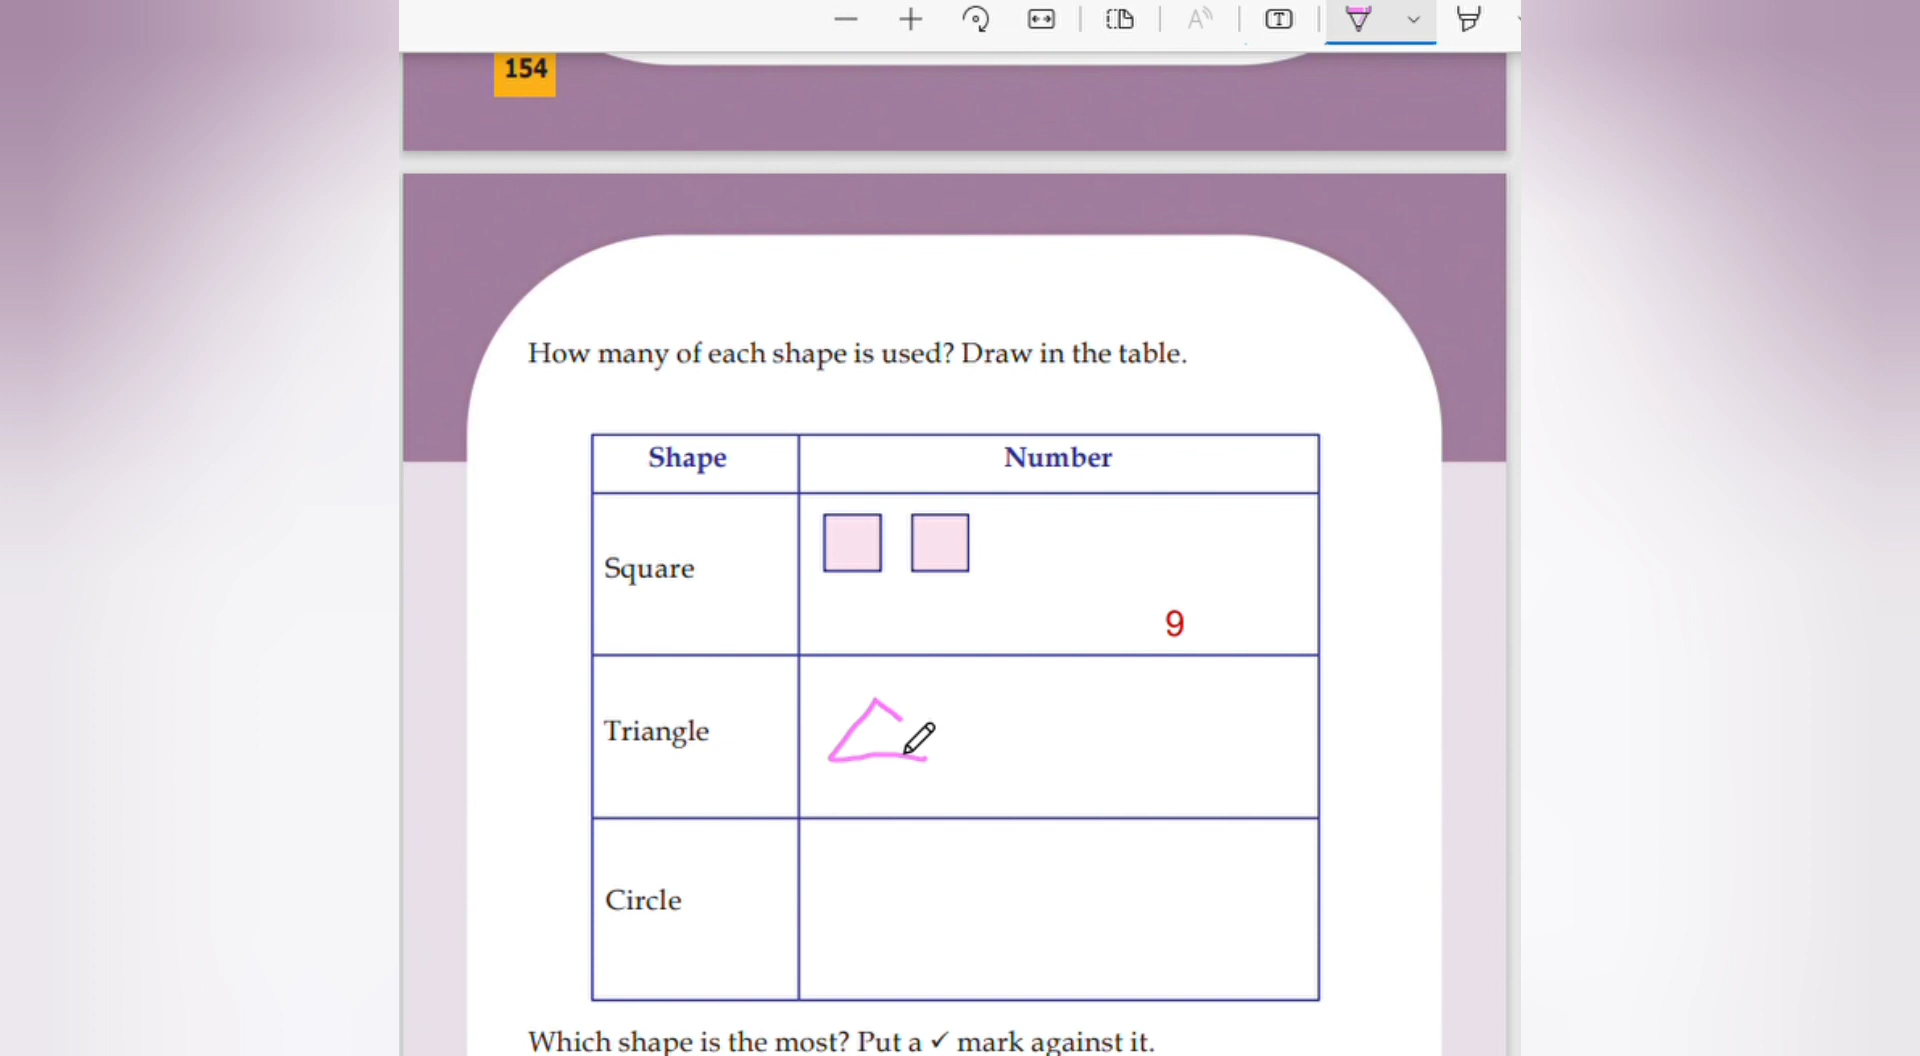 154
How many of each shape is used? Draw in the table.
Shape Number
Square
9
Triangle
Circle
Which shape is the most? Put a ✓ mark against it.